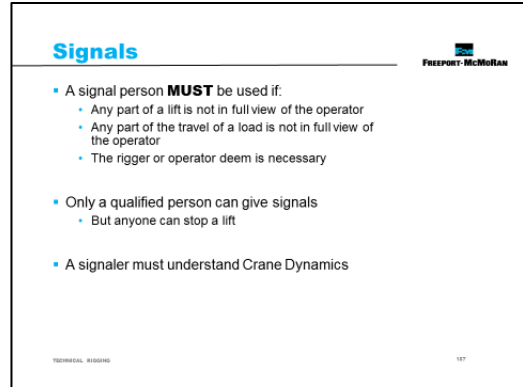 Signals
FCX
FREEPORT-MCMORAN
A signal person MUST be used if:
Any part of a lift is not in full view of the operator
Any part of the travel of a load is not in full view of
the operator
The rigger or operator deem is necessary
Only a qualified person can give signals
But anyone can stop a lift
A signaler must understand Crane Dynamics
TECHNICAL RIGGING
187